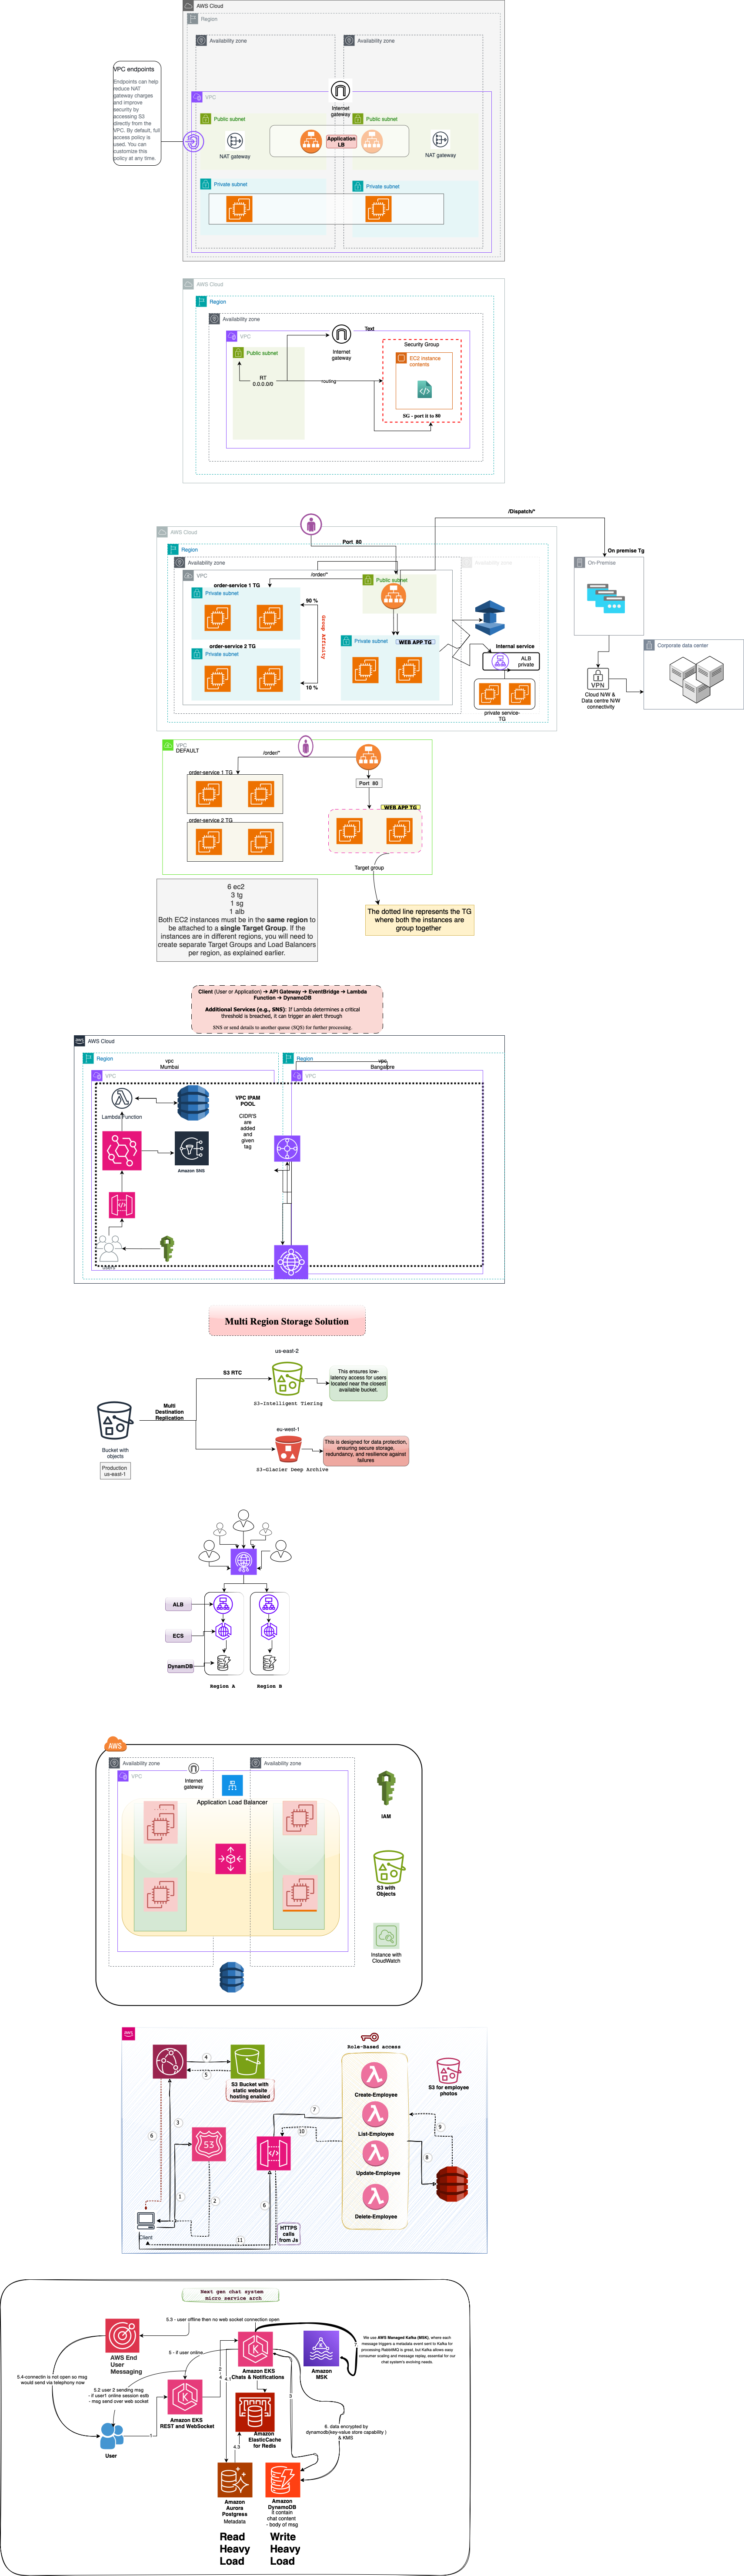 AWS Cloud
Region
Availability zone
Availability zone
VPC endpoints
Endpoints can help
reduce NAT
gateway charges
and improve
security by
accessing S3
directly from the
VPC. By default, full
access policy is
used. You can
customize this
policy at any time.
VPC
Internet
gateway
Public subnet
Public subnet
NAT gateway
Application
LB
NAT gateway
Private subnet
Private subnet
AWS Cloud
Region
Availability zone
VPC
Text
Internet
gateway
Public subnet
Security Group
EC2 instance
contents
RT
0.0.0.0/0
routing
SG - port it to 80
/Dispatch/*
AWS Cloud
Port 80
On premise Tg
Region
Availability zone
Availability zone
On-Premise
VPC
/order/*
Public subnet
order-service 1 TG
Private subnet
90 %
Group Affinity
order-service 2 TG
Private subnet
10 %
Private subnet
WEB APP TG
Internal service
ALB
private
private service-
TG
Corporate data center
VPN
Cloud N/W &
Data centre N/W
connectivity
VPC
DEFAULT
/order/*
order-service 1 TG
Port 80
WEB APP TG
order-service 2 TG
Target group
6 ec2
3 tg
1 sg
1 alb
Both EC2 instances must be in the same region to
be attached to a single Target Group. If the
instances are in different regions, you will need to
create separate Target Groups and Load Balancers
per region, as explained earlier.
The dotted line represents the TG
where both the instances are
group together
Client (User or Application) → API Gateway → EventBridge → Lambda
Function → DynamoDB
Additional Services (e.g., SNS): If Lambda determines a critical
threshold is breached, it can trigger an alert through
SNS or send details to another queue (SQS) for further processing.
AWS Cloud
Region
vpc
Mumbai
Region
vpc
Bangalore
VPC
VPC
Lambda Function
VPC IPAM
POOL
CIDR'S
are
added
and
given
tag
Amazon SNS
Users
Multi Region Storage Solution
us-east-2
S3 RTC
This ensures low-
latency access for users
located near the closest
available bucket.
S3-Intelligent Tiering
Multi
Destination
Replication
eu-west-1
This is designed for data protection,
ensuring secure storage,
redundancy, and resilience against
failures
S3-Glacier Deep Archive
Bucket with
objects
Production
us-east-1
ALB
ECS
DynamDB
Region A
Region B
AWS
Availability zone
Availability zone
VPC
Internet
gateway
Application Load Balancer
IAM
S3 with
Objects
Instance with
CloudWatch
aws
Role-Based access
4
5
S3 Bucket with
static website
hosting enabled
Create-Employee
S3 for employee
photos
7
3
List-Employee
9
10
6
53
Update-Employee
8
1
2
6
Delete-Employee
Client
11
HTTPS
calls
from Js
Next gen chat system
micro service arch
5.3 - user offline then no web socket connection open
We use AWS Managed Kafka (MSK), where each
message triggers a metadata event sent to Kafka for
processing RabbitMQ is great, but Kafka allows easy
consumer scaling and message replay, essential for our
chat system's evolving needs.
7
AWS End
User
Messaging
5 - if user online
Amazon EKS
Chats & Notifications
Amazon
MSK
5.4-connectin is not open so msg
would send via telephony now
5.2 user 2 sending msg
- if user1 online session estb
- msg send over web socket
2
4
4.1
3
Amazon EKS
REST and WebSocket
1
User
Amazon
ElasticCache
for Redis
4.3
6. data encrypted by
dynamodb(key-value store capability )
& KMS
Amazon
Aurora
Postgress
Metadata
Amazon
DynamoDB
it contain
chat content
- body of msg
Read
Heavy
Load
Write
Heavy
Load